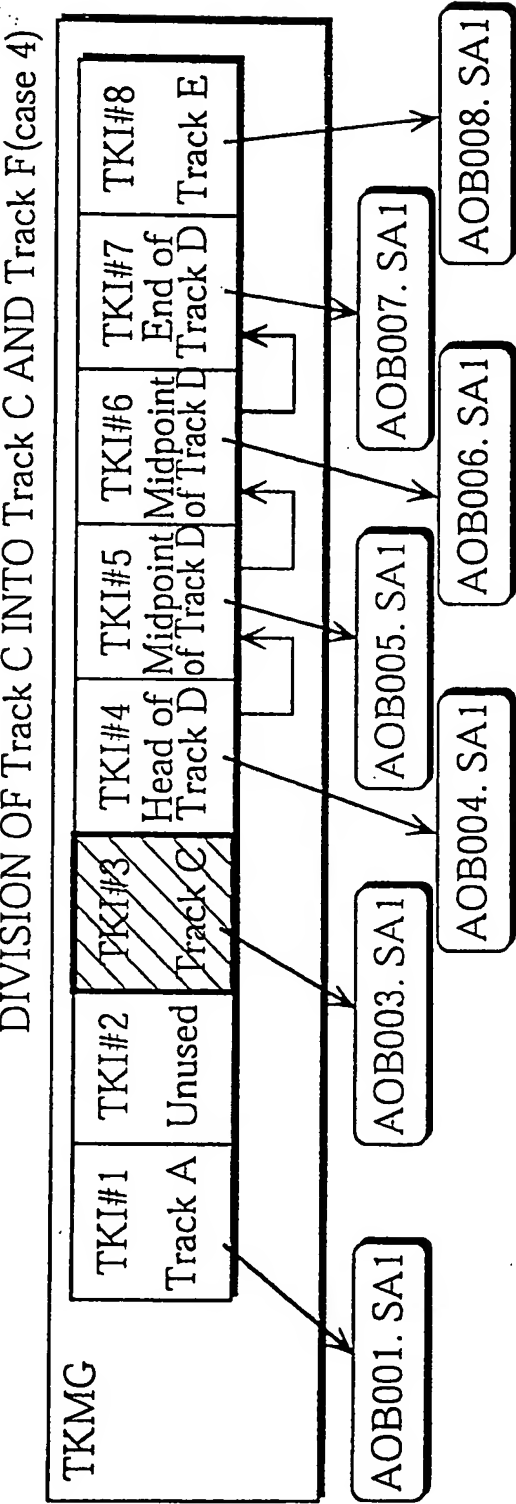 DIVISION OF Track C INTO Track C AND Track F(case 4)
TKMG
TKI#1
Track A
TKI#2
Unused
TKI#3
Track C
TKI#4
Head of
Track D
TKI#5
Midpoint
of Track D
TKI#6
Midpoint
of Track D
TKI#7
End of
Track D
TKI#8
Track E
AOB001. SA1
AOB003. SA1
AOB004. SA1
AOB005. SA1
AOB006. SA1
AOB007. SA1
AOB008. SA1